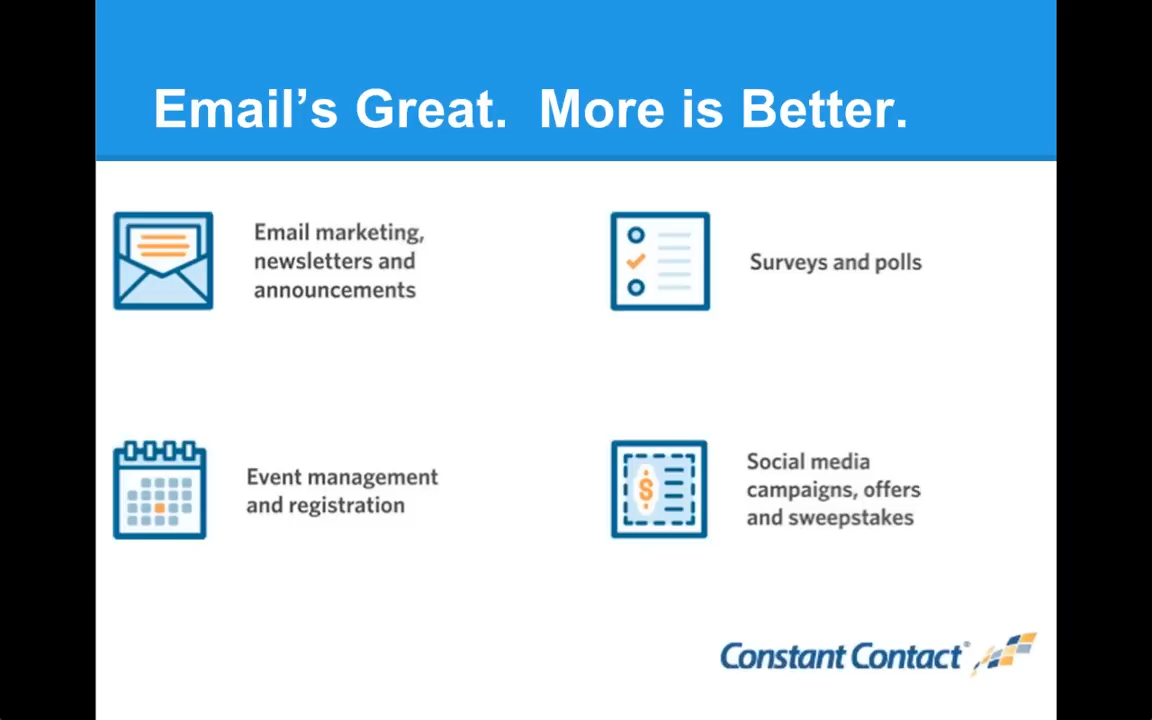 Email’s Great.  More is Better.
Email marketing,
newsletters and
announcements
Surveys and polls
Event management
and registration
$
Social media
campaigns, offers
and sweepstakes
Constant Contact®